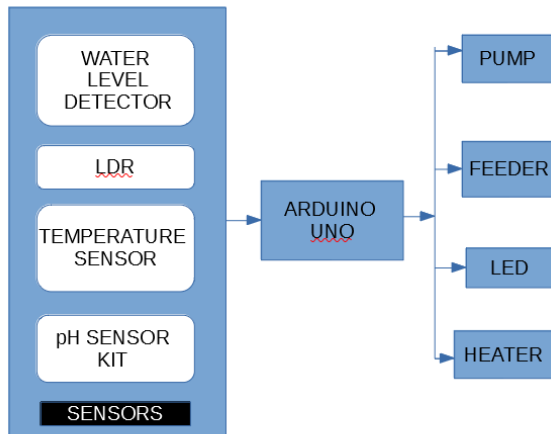 WATER
LEVEL
DETECTOR
LDR
TEMPERATURE
SENSOR
pH SENSOR
KIT
SENSORS
ARDUINO
UNO
PUMP
FEEDER
LED
HEATER